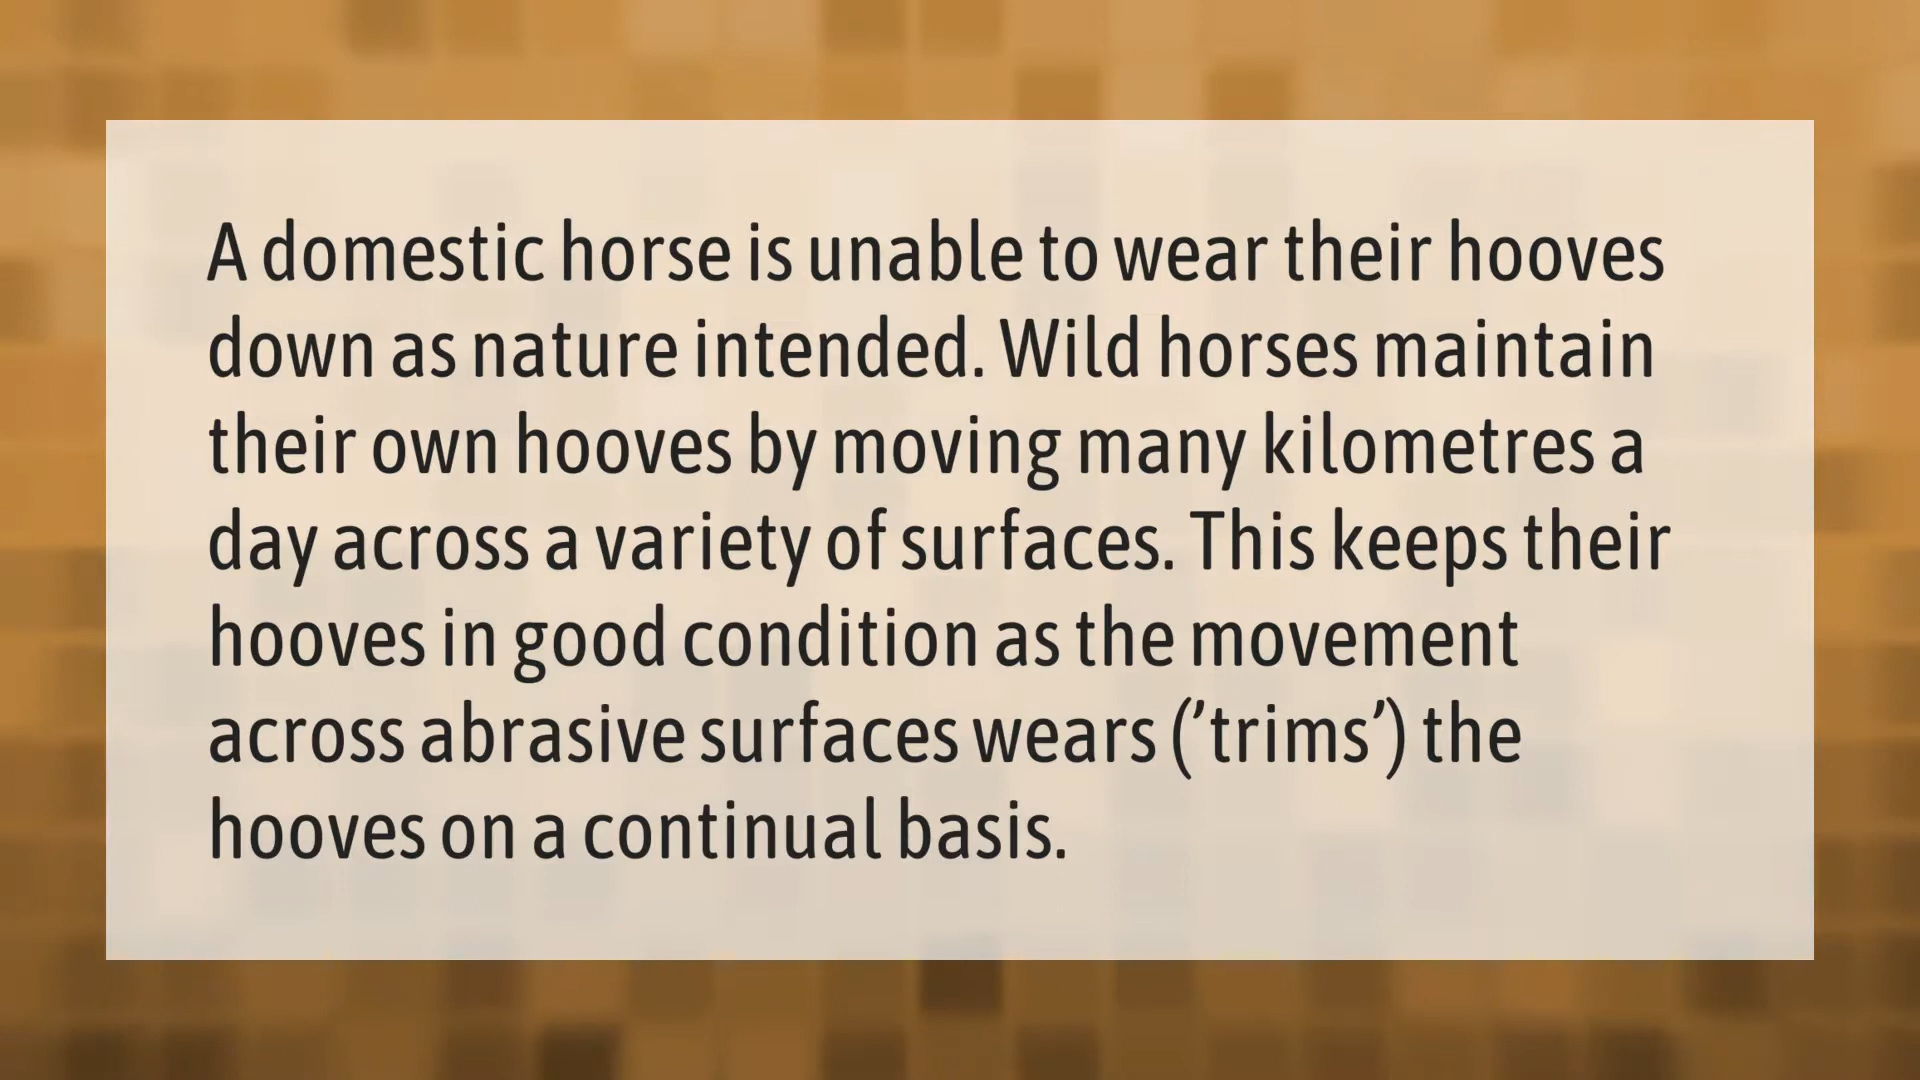 A domestic horse is unable to wear their hooves
down as nature intended. Wild horses maintain
their own hooves by moving many kilometres a
day across a variety of surfaces. This keeps their
hooves in good condition as the movement
across abrasive surfaces wears (’trims’) the
hooves on a continual basis.